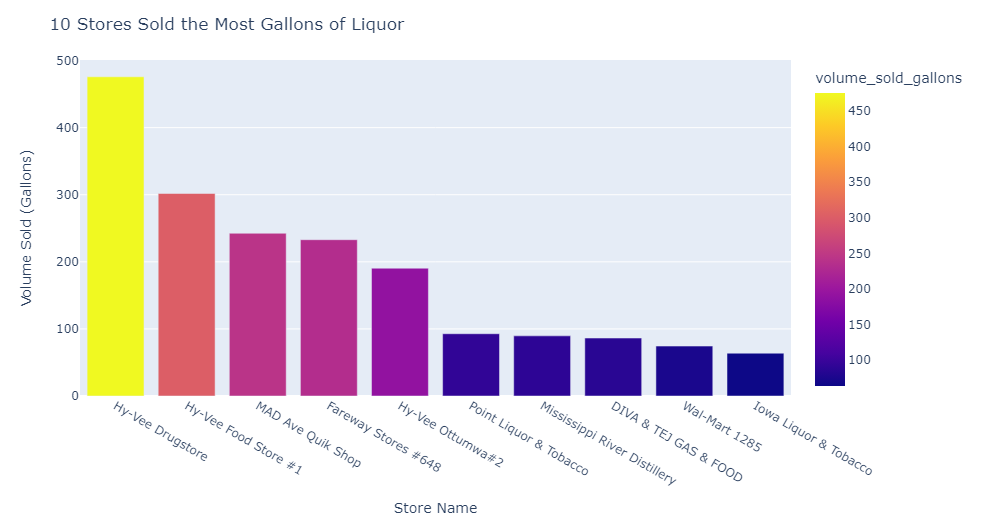 10 Stores Sold the Most Gallons of Liquor
volume_sold_gallons
Volume Sold (Gallons)
500
400
300
200
100
0
450
400
350
300
250
200
150
100
Hy-Vee Drugstore
Hy-Vee Food Store #1
MAD Ave Quik Shop
Fareway Stores #648
Hy-Vee Ottumwa#2
Point Liquor & Tobacco
Mississippi River Distillery
DIVA & TEJ GAS & FOOD
Wal-Mart 1285
Iowa Liquor & Tobacco
Store Name